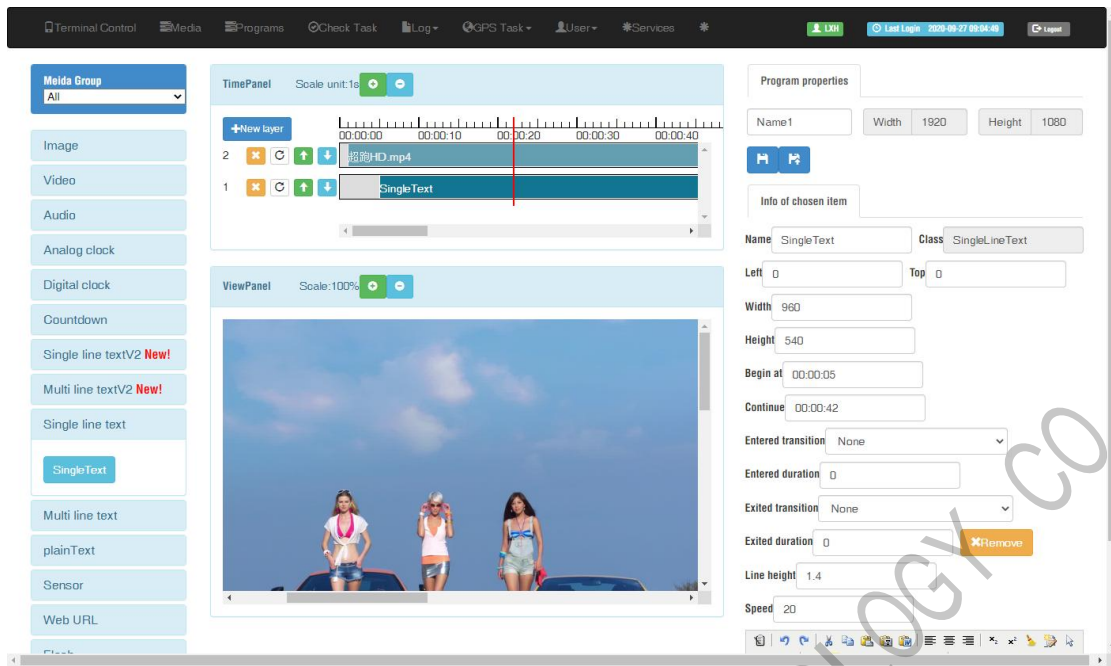 Terminal Control Media Programs Check Task Log GPS Task User Services LXH Last Login 2020-09-27 09:04:49 Logout
Meida Group
All
Image
Video
Audio
Analog clock
Digital clock
Countdown
Single line textV2 New!
Multi line textV2 New!
Single line text
SingleText
Multi line text
plainText
Sensor
Web URL
Flash
TimePanel Scale unit:1s
New layer
00:00:00 00:00:10 00:00:20 00:00:30 00:00:40
2 超跑HD.mp4
1 SingleText
ViewPanel Scale:100%
Program properties
Name1 Width 1920 Height 1080
Info of chosen item
Name SingleText Class SingleLineText
Left 0 Top 0
Width 960
Height 540
Begin at 00:00:05
Continue 00:00:42
Entered transition None
Entered duration 0
Exited transition None
Exited duration 0 Remove
Line height 1.4
Speed 20
LOGY CO